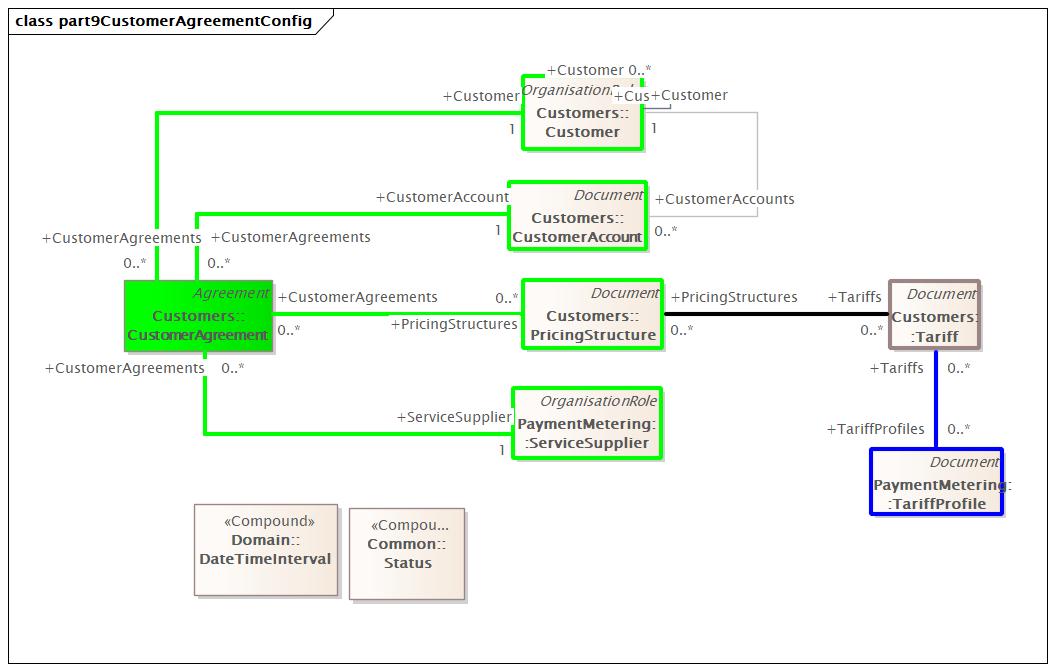 class part9CustomerAgreementConfig
+Customer 0..*
OrganisationRole
+Customer
+Cus
+Customer
Customers::
Customer
1
1
Document
+CustomerAccount
+CustomerAccounts
Customers::
CustomerAccount
1
0..*
+CustomerAgreements
+CustomerAgreements
0..*
0..*
Agreement
Customers::
CustomerAgreement
+CustomerAgreements
0..*
0..*
+PricingStructures
Document
Customers::
PricingStructure
+PricingStructures
0..*
+Tariffs
0..*
Document
Customers:
:Tariff
+CustomerAgreements
0..*
+Tariffs
0..*
+ServiceSupplier
1
OrganisationRole
PaymentMetering:
:ServiceSupplier
+TariffProfiles
0..*
Document
PaymentMetering:
:TariffProfile
«Compound»
Domain::
DateTimeInterval
«Compou...
Common::
Status